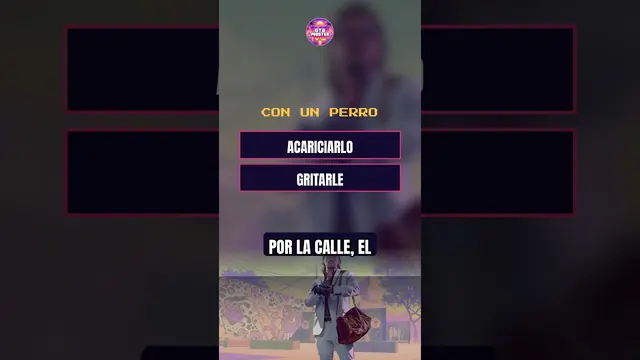 CON UN PERRO
ACARICIARLO
GRITARLE
POR LA CALLE, EL